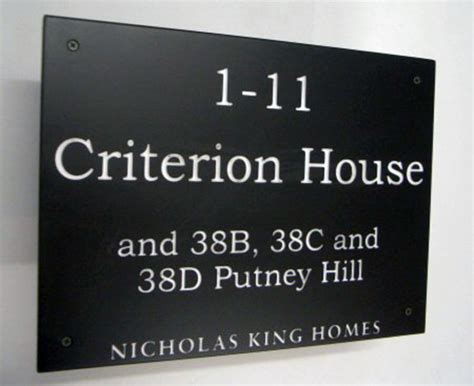 1-11
Criterion House
and 38B, 38C and
38D Putney Hill
NICHOLAS KING HOMES